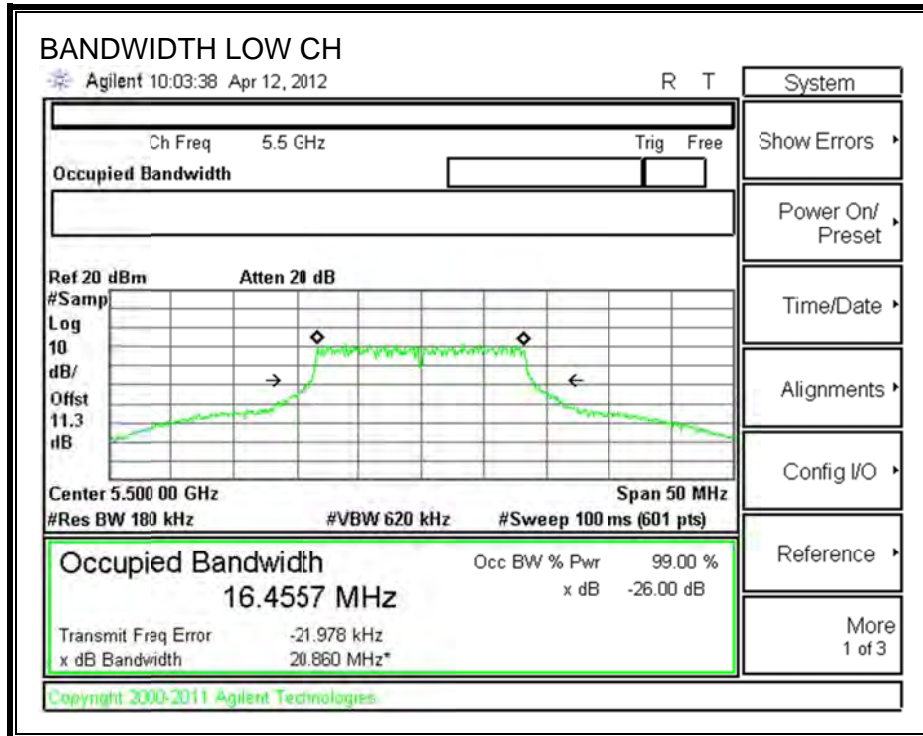 BANDWIDTH LOW CH
Agilent 10:03:38 Apr 12, 2012 R T
Ch Freq 5.5 GHz Trig Free
Occupied Bandwidth
Ref 20 dBm Atten 20 dB
#Samp
Log
10
dB/
Offst
11.3
dB
Center 5.500 00 GHz Span 50 MHz
#Res BW 180 kHz #VBW 620 kHz #Sweep 100 ms (601 pts)
Occupied Bandwidth Occ BW % Pwr 99.00 %
16.4557 MHz x dB -26.00 dB
Transmit Freq Error -21.978 kHz
x dB Bandwidth 20.860 MHz*
Copyright 2000-2011 Agilent Technologies
System
Show Errors
Power On/
Preset
Time/Date
Alignments
Config I/O
Reference
More
1 of 3